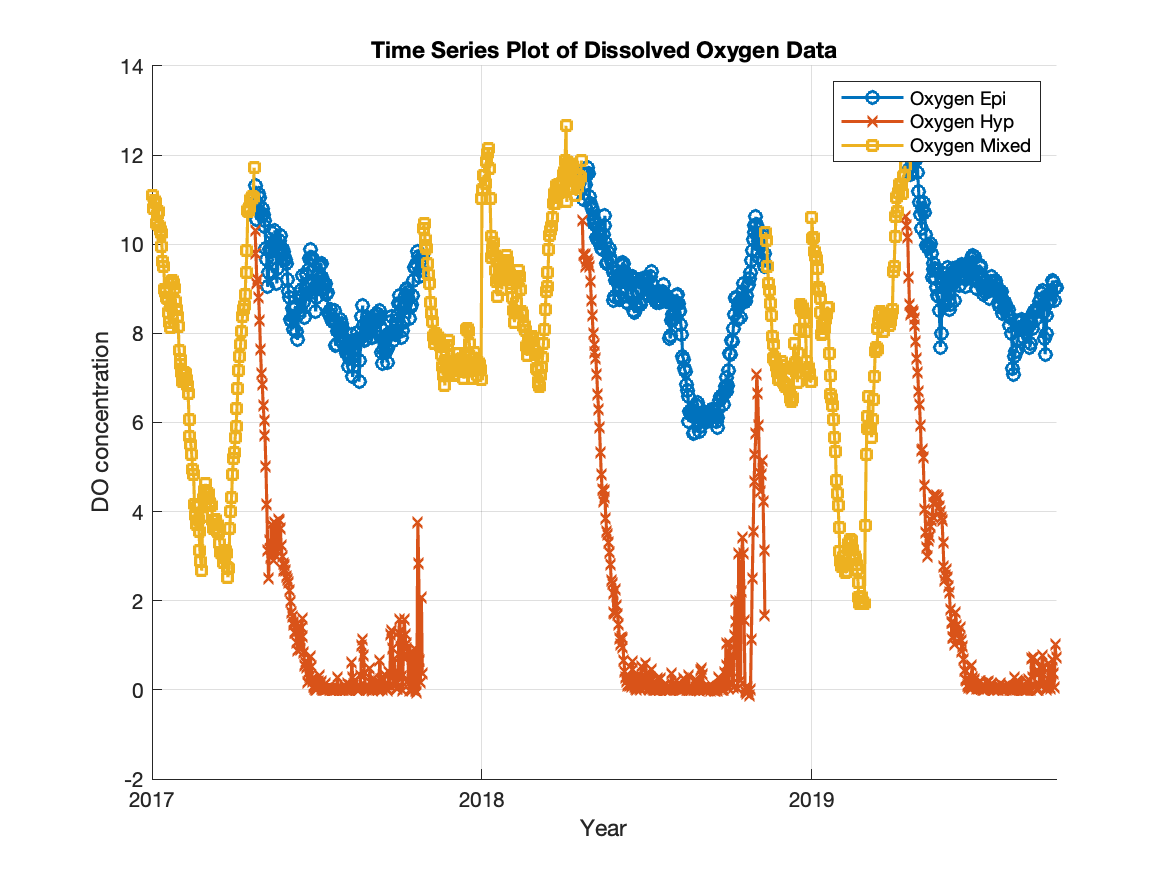 Time Series Plot of Dissolved Oxygen Data
14
12
10
8
6
4
2
0
-2
DO concentration
Oxygen Epi
Oxygen Hyp
Oxygen Mixed
2017 2018 2019
Year